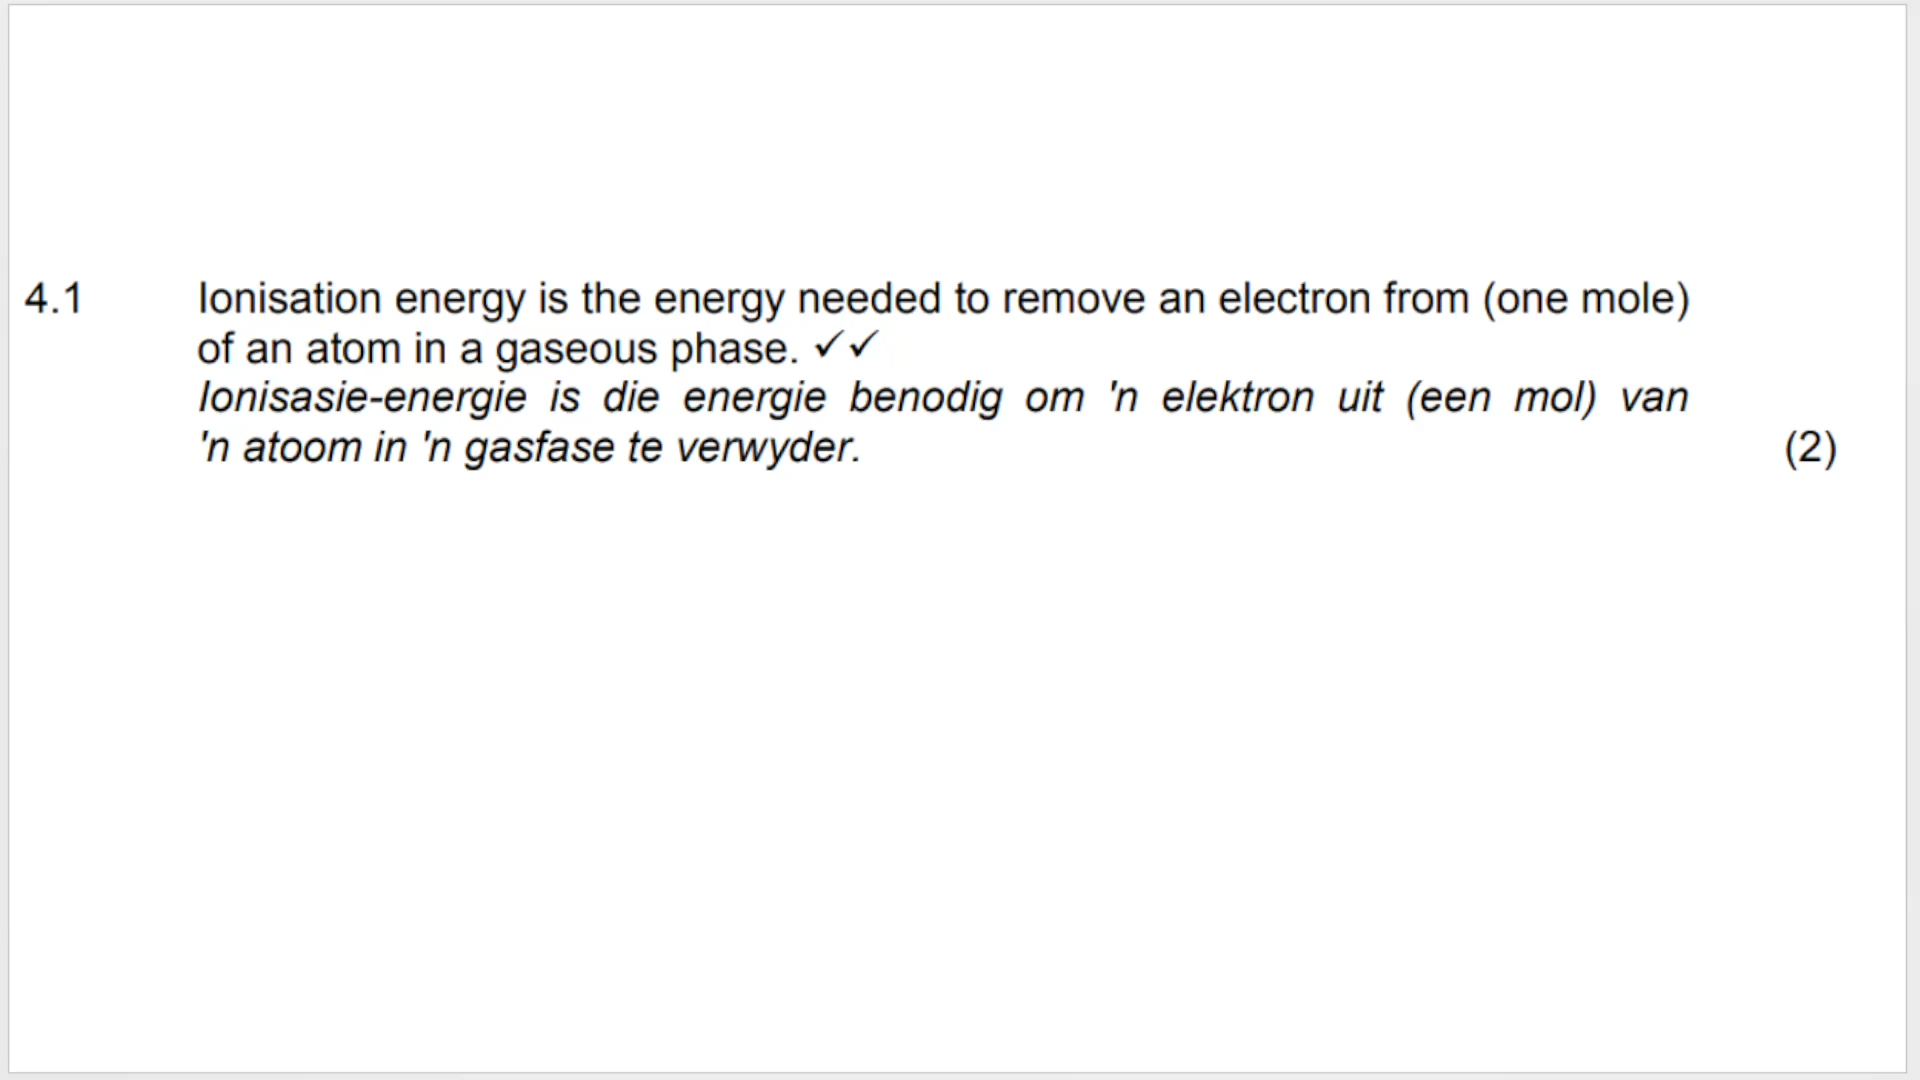 4.1 Ionisation energy is the energy needed to remove an electron from (one mole)
of an atom in a gaseous phase. ✓✓
Ionisasie-energie is die energie benodig om 'n elektron uit (een mol) van
'n atoom in 'n gasfase te verwyder. (2)